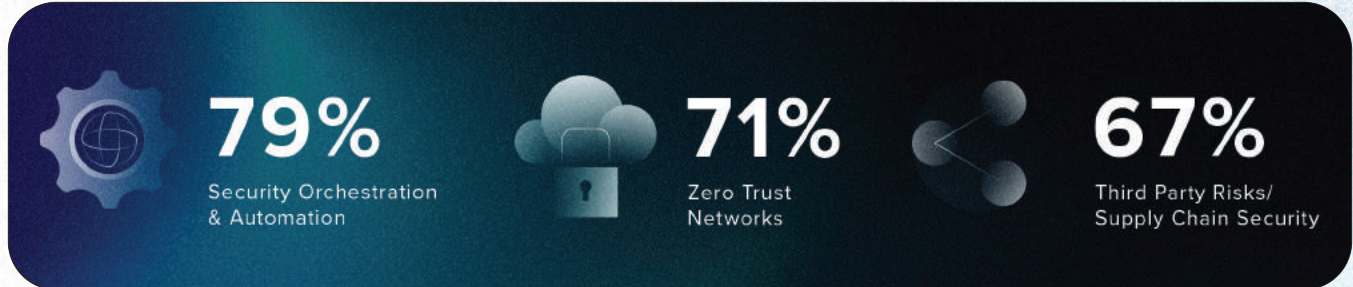 79%
Security Orchestration
& Automation
71%
Zero Trust
Networks
67%
Third Party Risks/
Supply Chain Security